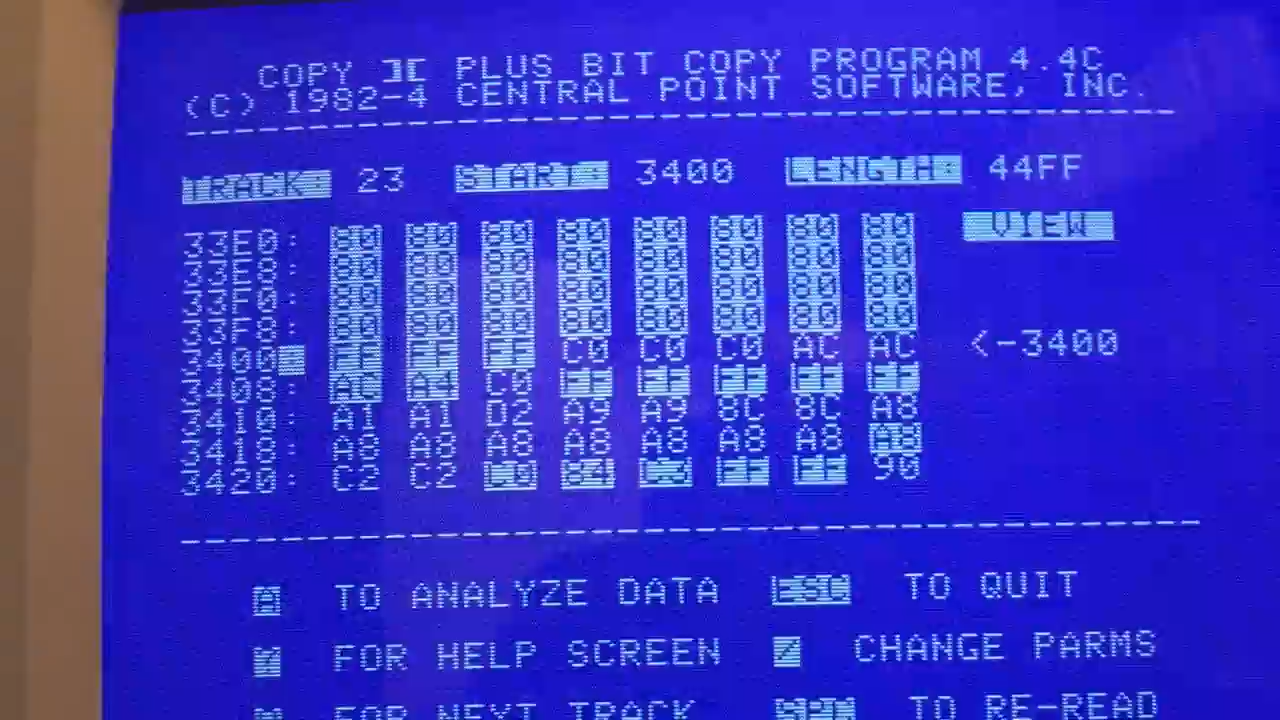 COPY ][ PLUS BIT COPY PROGRAM 4.4C
(C) 1982-4 CENTRAL POINT SOFTWARE, INC.
TRACK: 23 START: 3400 LENGTH: 44FF
33E0: 80 80 80 80 80 80 80 80 VIEW
33E8: 80 80 80 80 80 80 80 80
33F0: 80 80 80 80 80 80 80 80
33F8: 80 80 80 80 80 80 80 80
3400 FF FF FF C0 C0 C0 AC AC <-3400
3408: A4 C0 FF FF FF FF FF
3410: A1 A1 D2 A9 A9 8C 8C A8
3418: A8 A8 A8 A8 A8 A8 A8 A8
3420: C2 C2 FF FF 90
TO ANALYZE DATA ESC TO QUIT
? FOR HELP SCREEN / CHANGE PARMS
FOR NEXT TRACK TO RE-READ